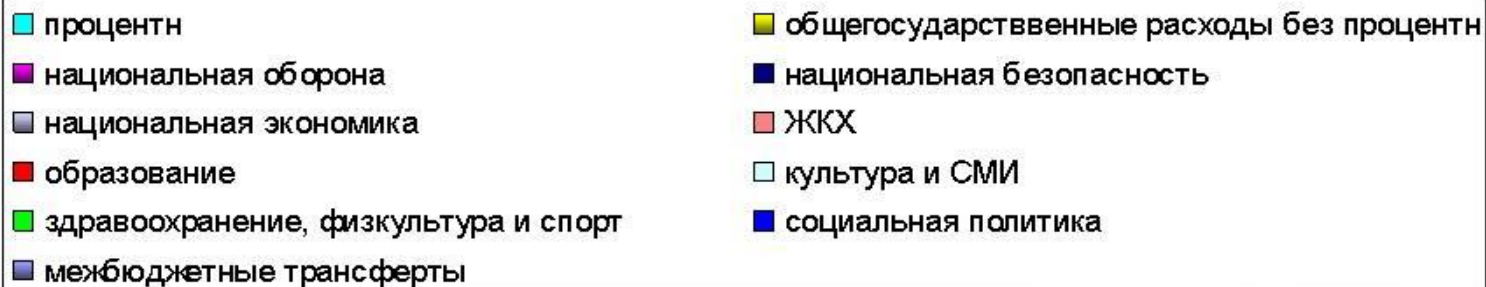 процентн
общегосударстввенные расходы без процентн
национальная оборона
национальная безопасность
национальная экономика
ЖКХ
образование
культура и СМИ
здравоохранение, физкультура и спорт
социальная политика
межбюджетные трансферты